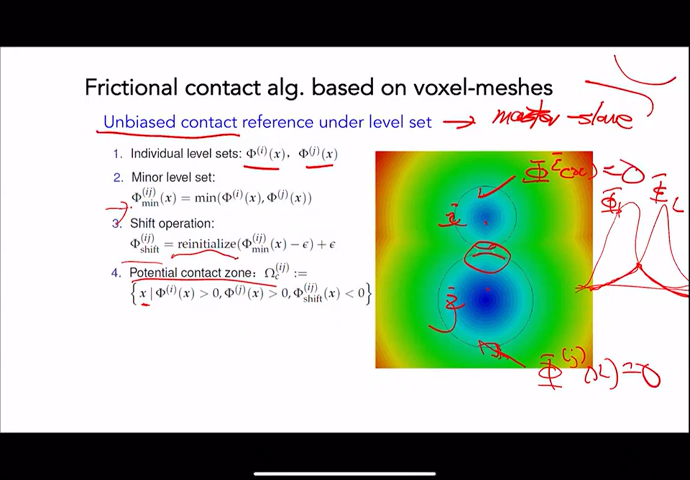 Frictional contact alg. based on voxel-meshes
Unbiased contact reference under level set → master-slave
1. Individual level sets: Φ^(i)(x), Φ^(j)(x)
2. Minor level set:
Φ_min^(ij)(x) = min(Φ^(i)(x), Φ^(j)(x))
3. Shift operation:
Φ_shift^(ij) = reinitialize(Φ_min^(ij)(x) − ϵ) + ϵ
4. Potential contact zone: Ω_c^(ij) :=
{x | Φ^(i)(x) > 0, Φ^(j)(x) > 0, Φ_shift^(ij)(x) < 0}
Φ^(j)(x) = 0